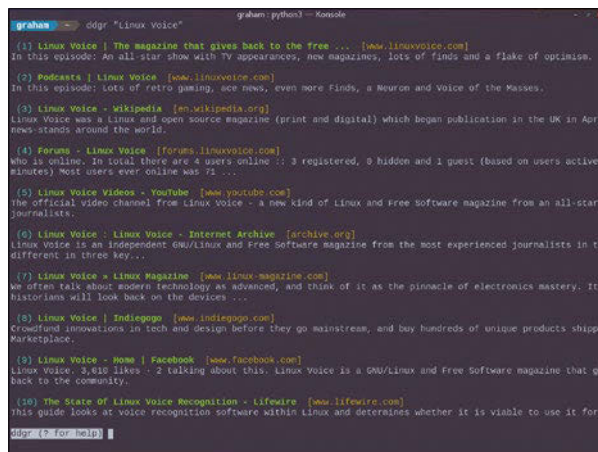 graham : python3 — Konsole
graham ~ ddgr "Linux Voice"
(1) Linux Voice | The magazine that gives back to the free ... [www.linuxvoice.com]
In this episode: An all-star show with TV appearances, new magazines, lots of finds and a flake of optimism.
(2) Podcasts | Linux Voice [www.linuxvoice.com]
In this episode: Lots of retro gaming, ace news, even more Finds, a Neuron and Voice of the Masses.
(3) Linux Voice - Wikipedia [en.wikipedia.org]
Linux Voice was a Linux and open source magazine (print and digital) which began publication in the UK in Apr
news-stands around the world.
(4) Forums - Linux Voice [forums.linuxvoice.com]
Who is online. In total there are 4 users online :: 3 registered, 0 hidden and 1 guest (based on users active
minutes) Most users ever online was 71 ...
(5) Linux Voice Videos - YouTube [www.youtube.com]
The official video channel from Linux Voice - a new kind of Linux and Free Software magazine from an all-star
journalists.
(6) Linux Voice : Linux Voice - Internet Archive [archive.org]
Linux Voice is an independent GNU/Linux and Free Software magazine from the most experienced journalists in t
different in three key...
(7) Linux Voice » Linux Magazine [www.linux-magazine.com]
We often talk about modern technology as advanced, and think of it as the pinnacle of electronics mastery. It
historians will look back on the devices ...
(8) Linux Voice | Indiegogo [www.indiegogo.com]
Crowdfund innovations in tech and design before they go mainstream, and buy hundreds of unique products shipp
Marketplace.
(9) Linux Voice - Home | Facebook [www.facebook.com]
Linux Voice. 3,010 likes · 2 talking about this. Linux Voice is a GNU/Linux and Free Software magazine that g
back to the community.
(10) The State Of Linux Voice Recognition - Lifewire [www.lifewire.com]
This guide looks at voice recognition software within Linux and determines whether it is viable to use it for
ddgr (? for help)